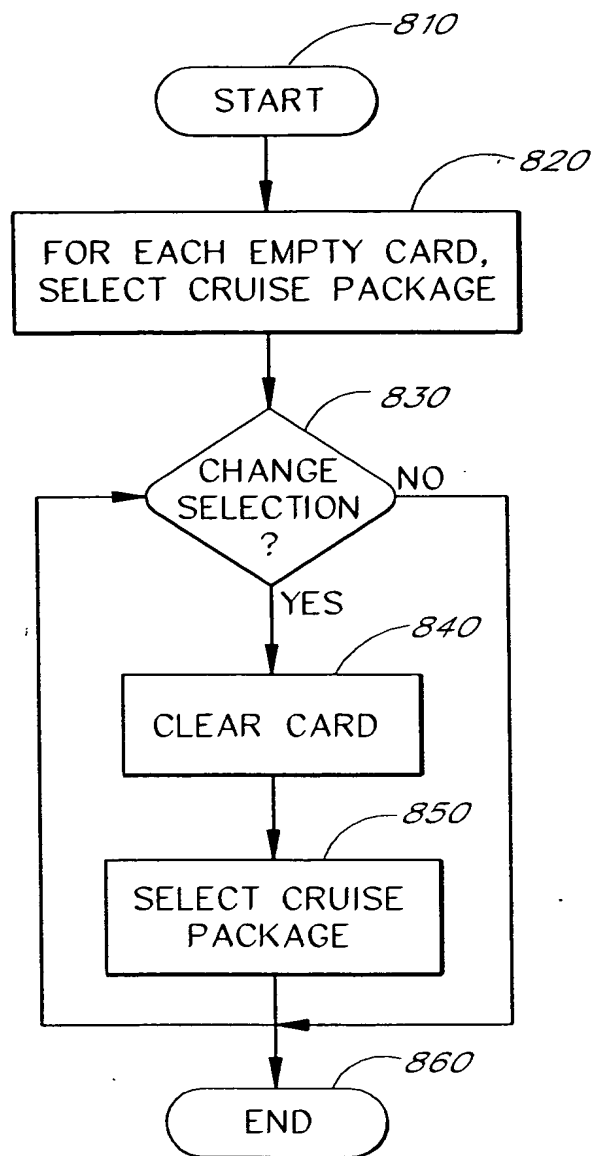 810
START
820
FOR EACH EMPTY CARD,
SELECT CRUISE PACKAGE
830
CHANGE
SELECTION
?
NO
YES
840
CLEAR CARD
850
SELECT CRUISE
PACKAGE
860
END